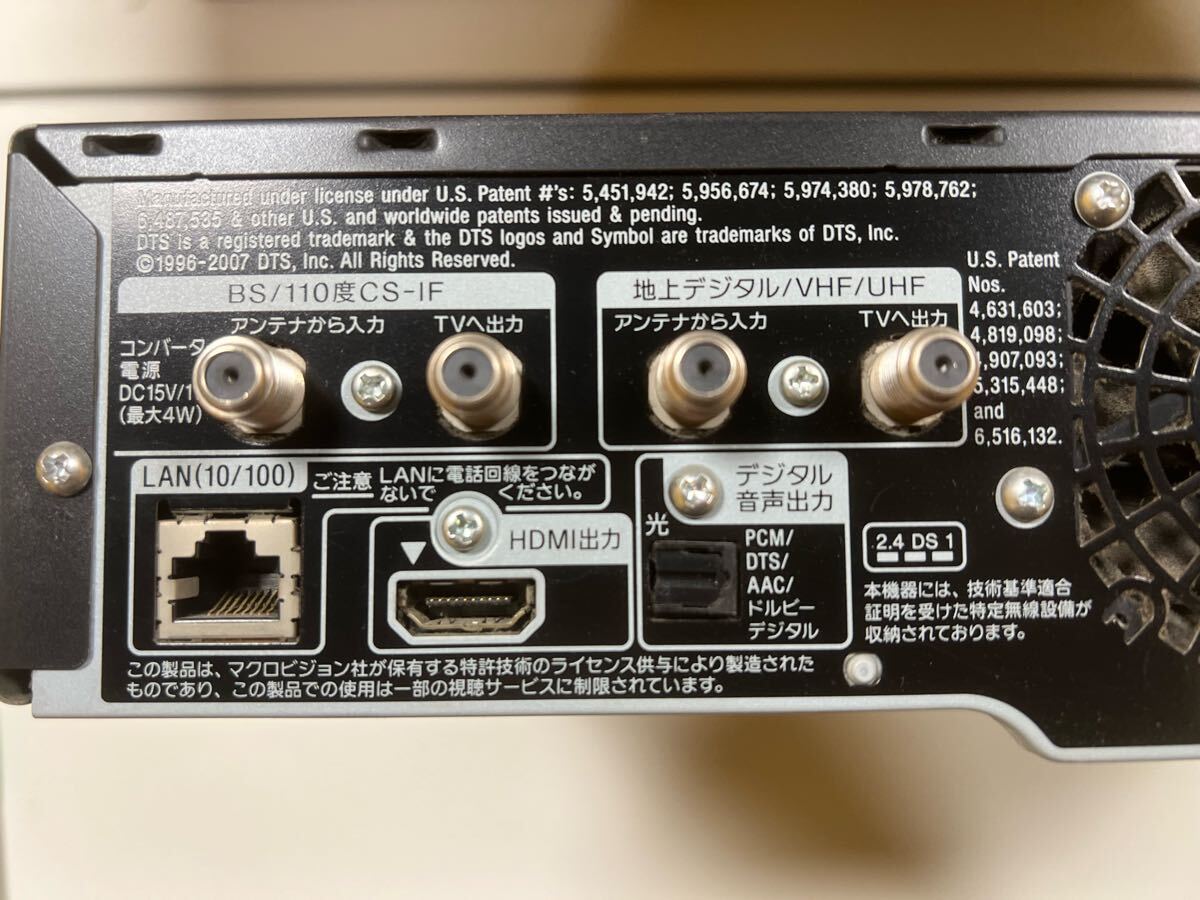 Manufactured under license under U.S. Patent #'s: 5,451,942; 5,956,674; 5,974,380; 5,978,762;
6,487,535 & other U.S. and worldwide patents issued & pending.
DTS is a registered trademark & the DTS logos and Symbol are trademarks of DTS, Inc.
©1996-2007 DTS, Inc. All Rights Reserved.
BS/110度CS-IF
アンテナから入力
TVへ出力
コンバータ
電源
DC15V/
(最大4W)
地上デジタル/VHF/UHF
アンテナから入力
TVへ出力
U.S. Patent
Nos.
4,631,603;
4,819,098;
4,907,093;
5,315,448;
and
6,516,132.
LAN(10/100)
ご注意
LANに電話回線をつなが
ないで
ください。
HDMI出力
デジタル
音声出力
光
PCM/
DTS/
AAC/
ドルビー
デジタル
2.4 DS 1
本機器には、技術基準適合
証明を受けた特定無線設備が
収納されております。
この製品は、マクロビジョン社が保有する特許技術のライセンス供与により製造された
ものであり、この製品での使用は一部の視聴サービスに制限されています。